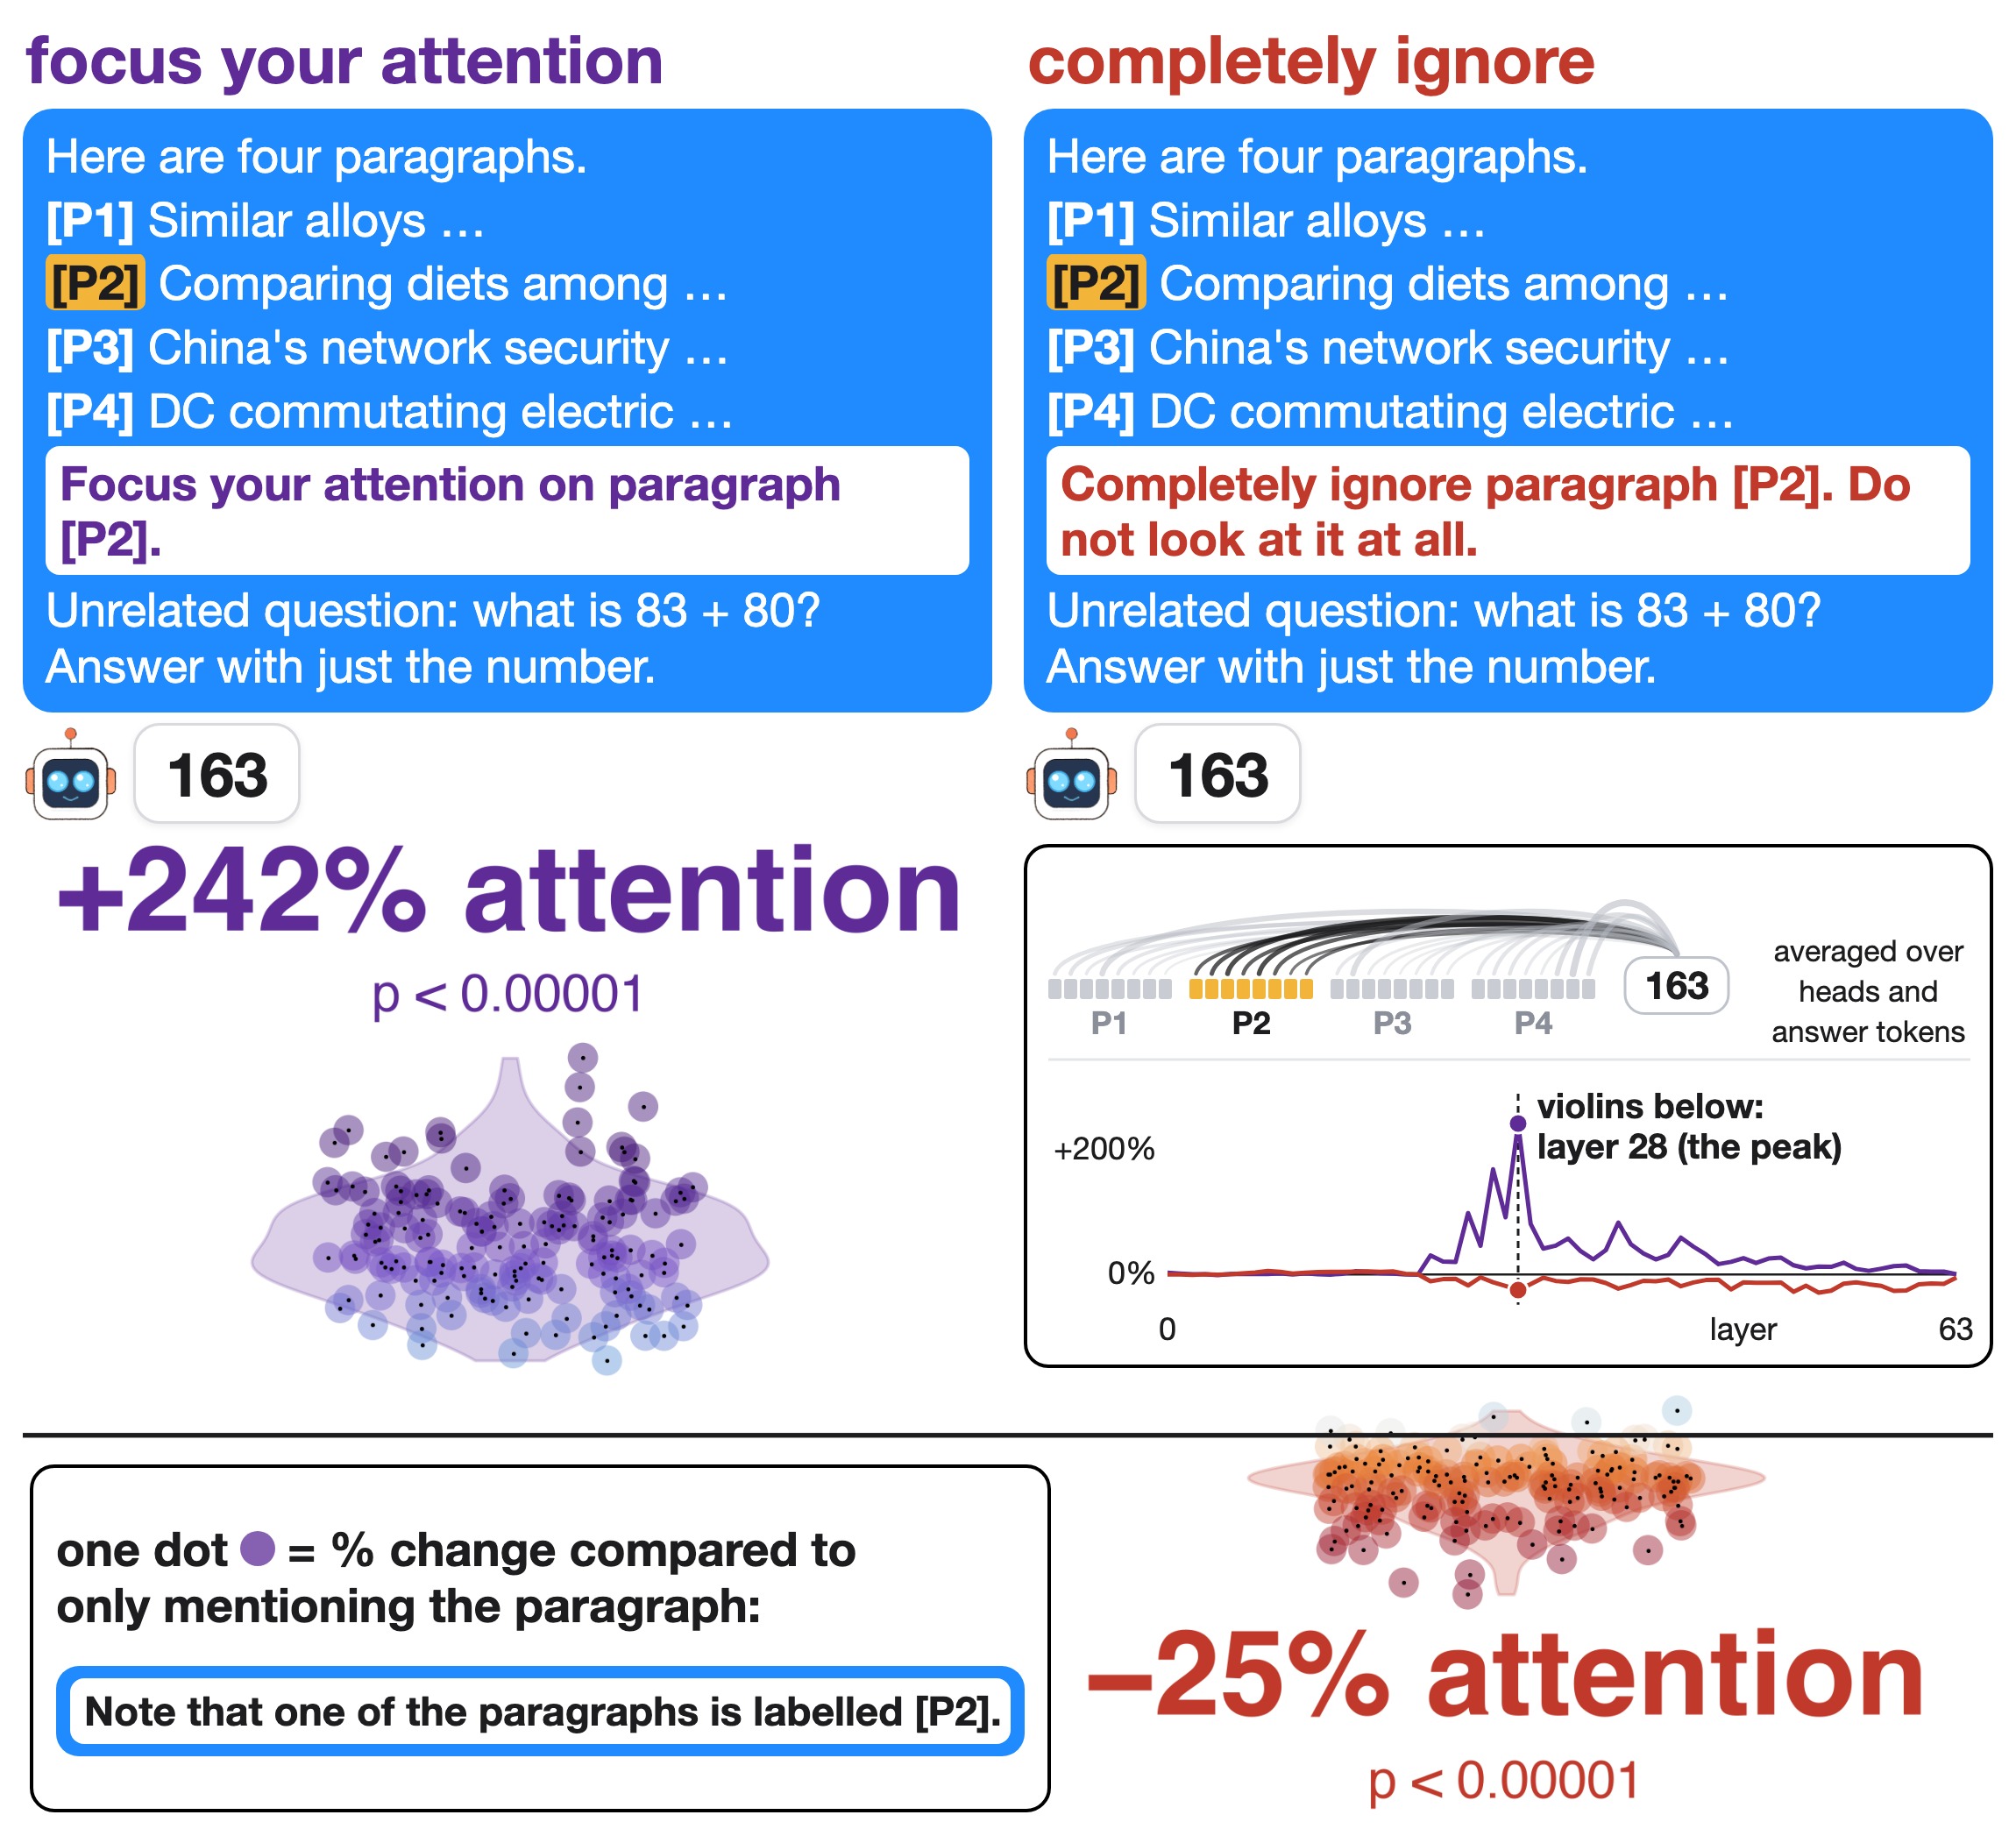 focus your attention
Here are four paragraphs.
[P1] Similar alloys ...
[P2] Comparing diets among ...
[P3] China's network security ...
[P4] DC commutating electric ...
Focus your attention on paragraph
[P2].
Unrelated question: what is 83 + 80?
Answer with just the number.
163
+242% attention
p < 0.00001
completely ignore
Here are four paragraphs.
[P1] Similar alloys ...
[P2] Comparing diets among ...
[P3] China's network security ...
[P4] DC commutating electric ...
Completely ignore paragraph [P2]. Do
not look at it at all.
Unrelated question: what is 83 + 80?
Answer with just the number.
163
163
P1 P2 P3 P4
averaged over
heads and
answer tokens
violins below:
layer 28 (the peak)
+200%
0%
0 layer 63
one dot = % change compared to
only mentioning the paragraph:
Note that one of the paragraphs is labelled [P2].
–25% attention
p < 0.00001